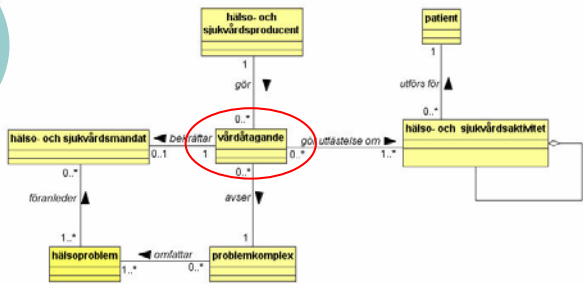 hälso- och
sjukvårdsproducent
patient
1
1
gör
utförs för
0..*
0..*
hälso- och sjukvårdsmandat
bekräftar
vårdåtagande
gör utfästelse om
hälso- och sjukvårdsaktivitet
0..1
1
0..*
1..*
0..*
0..*
föranleder
avser
1..*
1
hälsoproblem
omfattar
problemkomplex
1..*
0..*